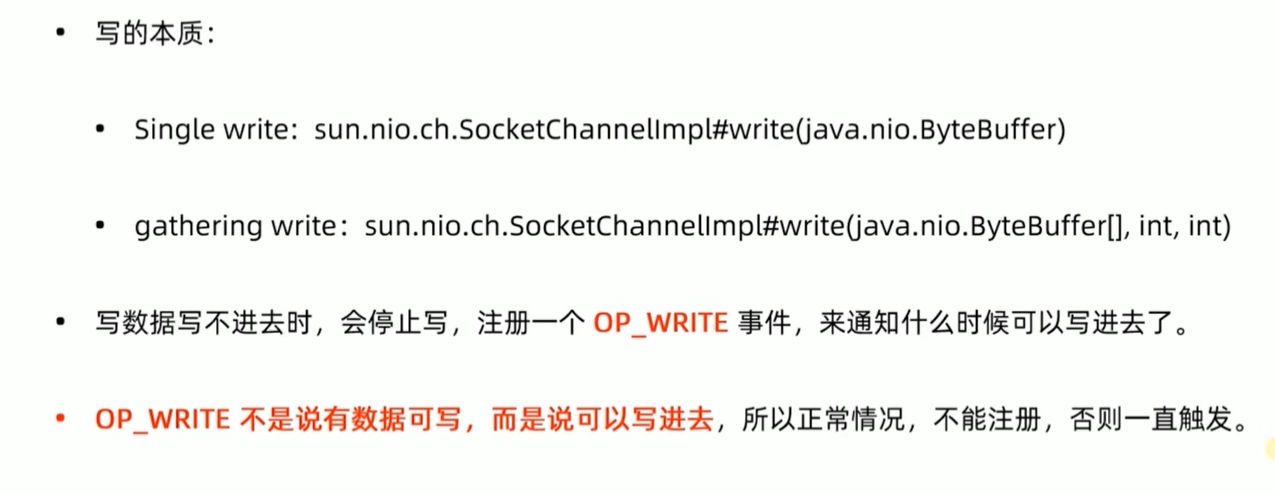 • 写的本质：
• Single write：sun.nio.ch.SocketChannelImpl#write(java.nio.ByteBuffer)
• gathering write：sun.nio.ch.SocketChannelImpl#write(java.nio.ByteBuffer[], int, int)
• 写数据写不进去时，会停止写，注册一个 OP_WRITE 事件，来通知什么时候可以写进去了。
• OP_WRITE 不是说有数据可写，而是说可以写进去，所以正常情况，不能注册，否则一直触发。